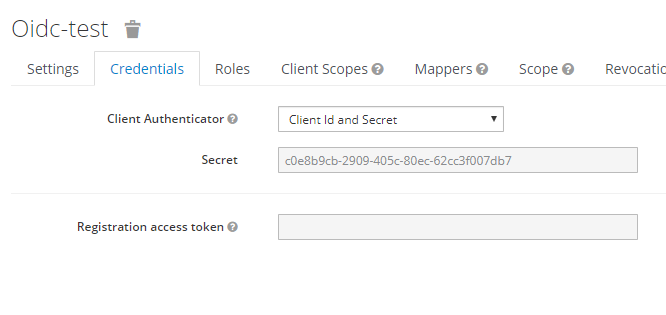 Oidc-test
Settings Credentials Roles Client Scopes Mappers Scope Revocatio
Client Authenticator Client Id and Secret
Secret c0e8b9cb-2909-405c-80ec-62cc3f007db7
Registration access token